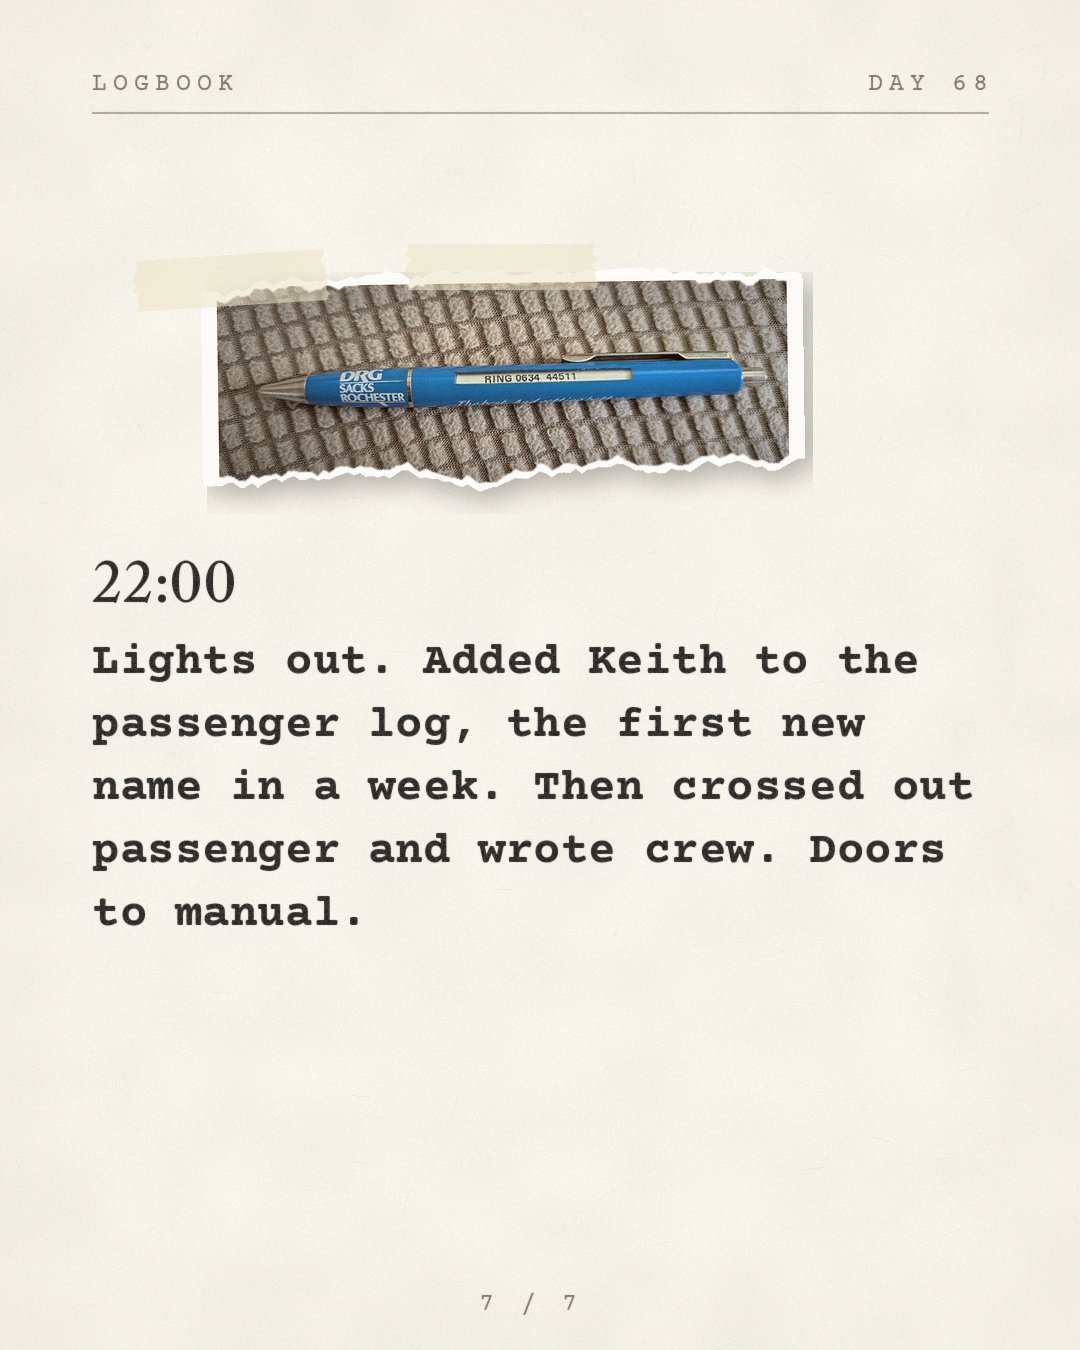 LOGBOOK DAY 68
DRG
SACKS
ROCHESTER
RING 0634 44511
22:00
Lights out. Added Keith to the
passenger log, the first new
name in a week. Then crossed out
passenger and wrote crew. Doors
to manual.
7 / 7